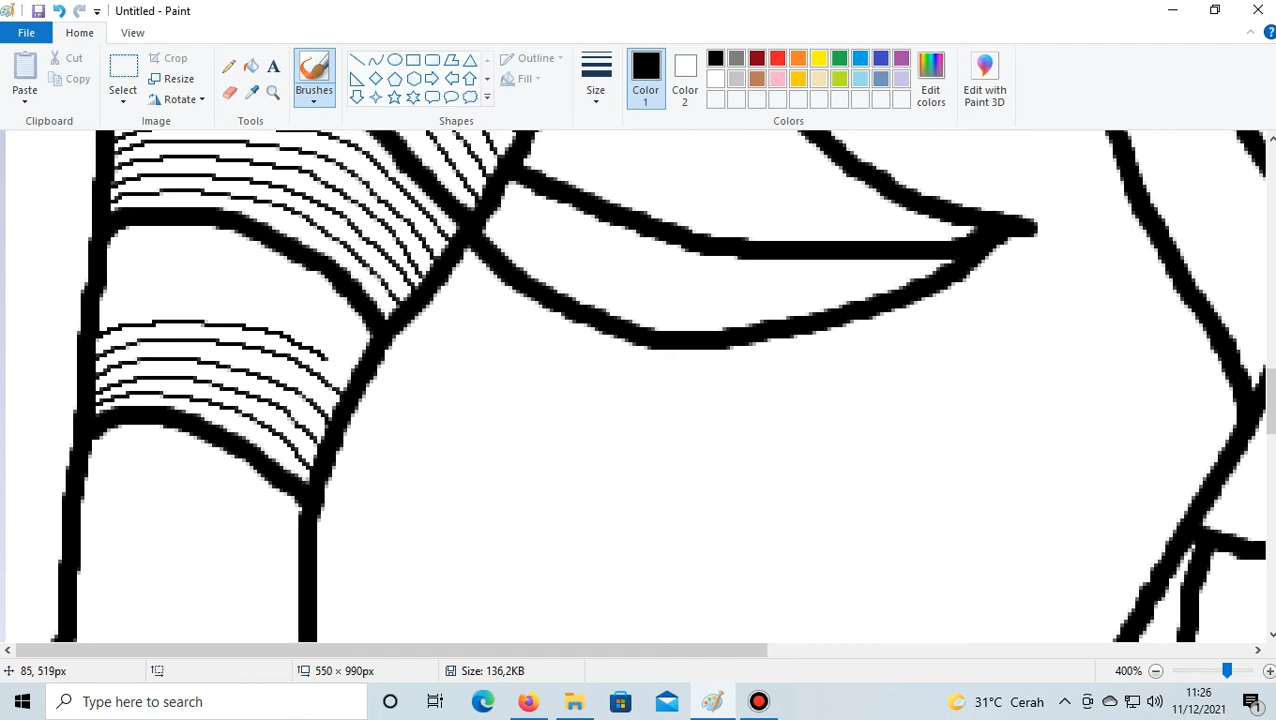 Untitled - Paint
File
Home
View
Paste
Cut
Copy
Clipboard
Select
Crop
Resize
Rotate
Image
A
Tools
Brushes
Outline
Fill
Shapes
Size
Color 1
Color 2
Edit colors
Edit with Paint 3D
Colors
85, 519px
550 × 990px
Size: 136,2KB
400%
Type here to search
31°C Cerah
11:26
11/12/2021
1